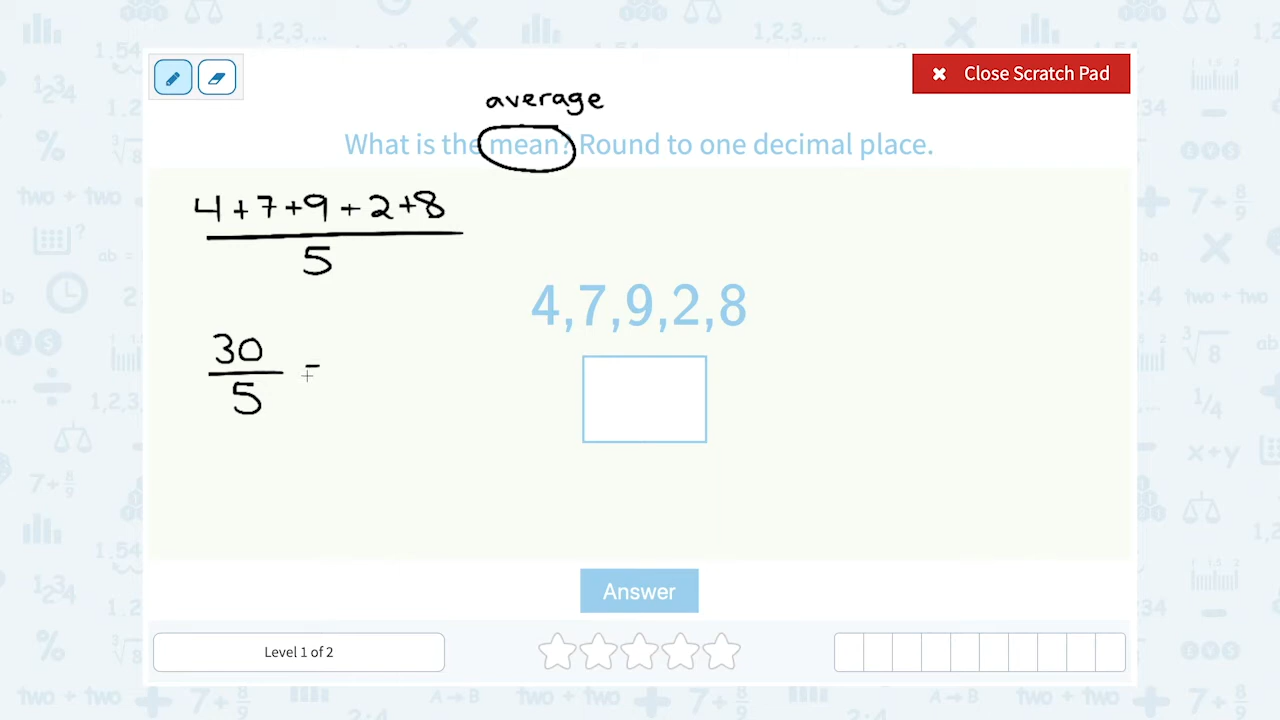 Close Scratch Pad
average
What is the mean? Round to one decimal place.
4+7+9+2+8
5
4,7,9,2,8
30
5
Answer
Level 1 of 2